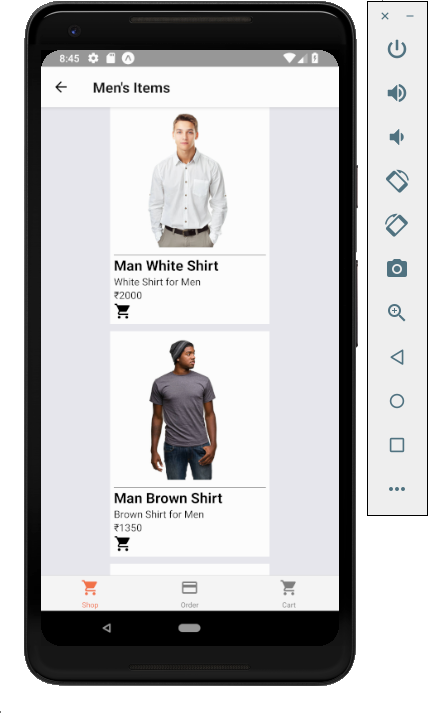 8:45
Men's Items
Man White Shirt
White Shirt for Men
₹2000
Man Brown Shirt
Brown Shirt for Men
₹1350
Shop
Order
Cart